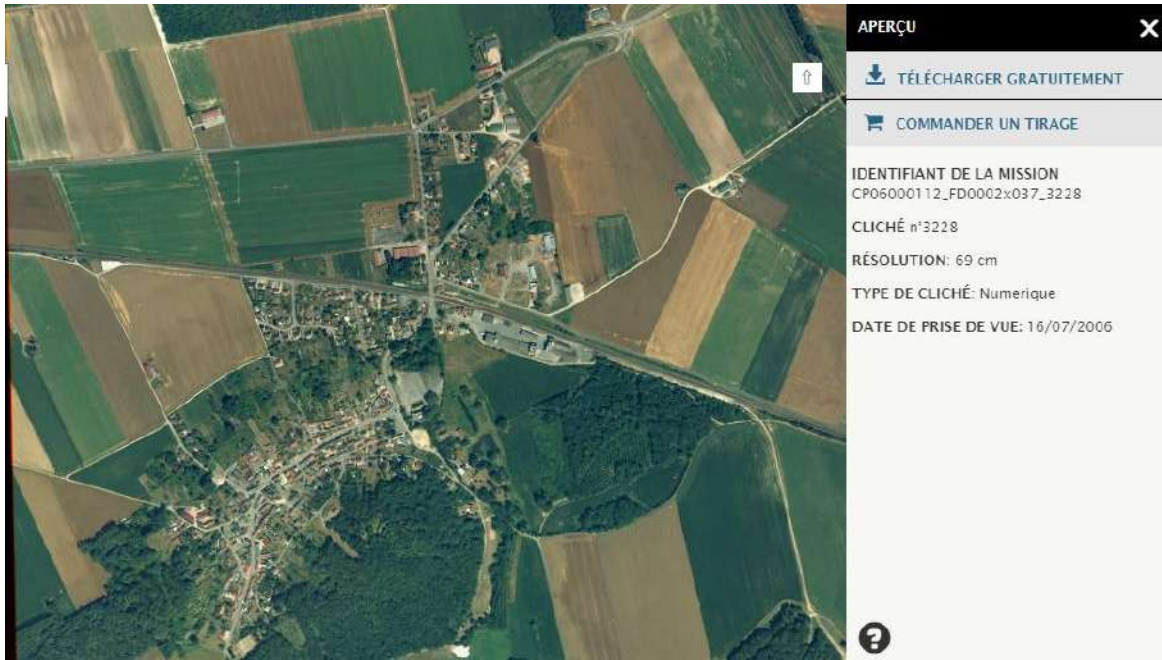 APERÇU
TÉLÉCHARGER GRATUITEMENT
COMMANDER UN TIRAGE
IDENTIFIANT DE LA MISSION
CP06000112_FD0002x037_3228
CLICHÉ n°3228
RÉSOLUTION: 69 cm
TYPE DE CLICHÉ: Numerique
DATE DE PRISE DE VUE: 16/07/2006